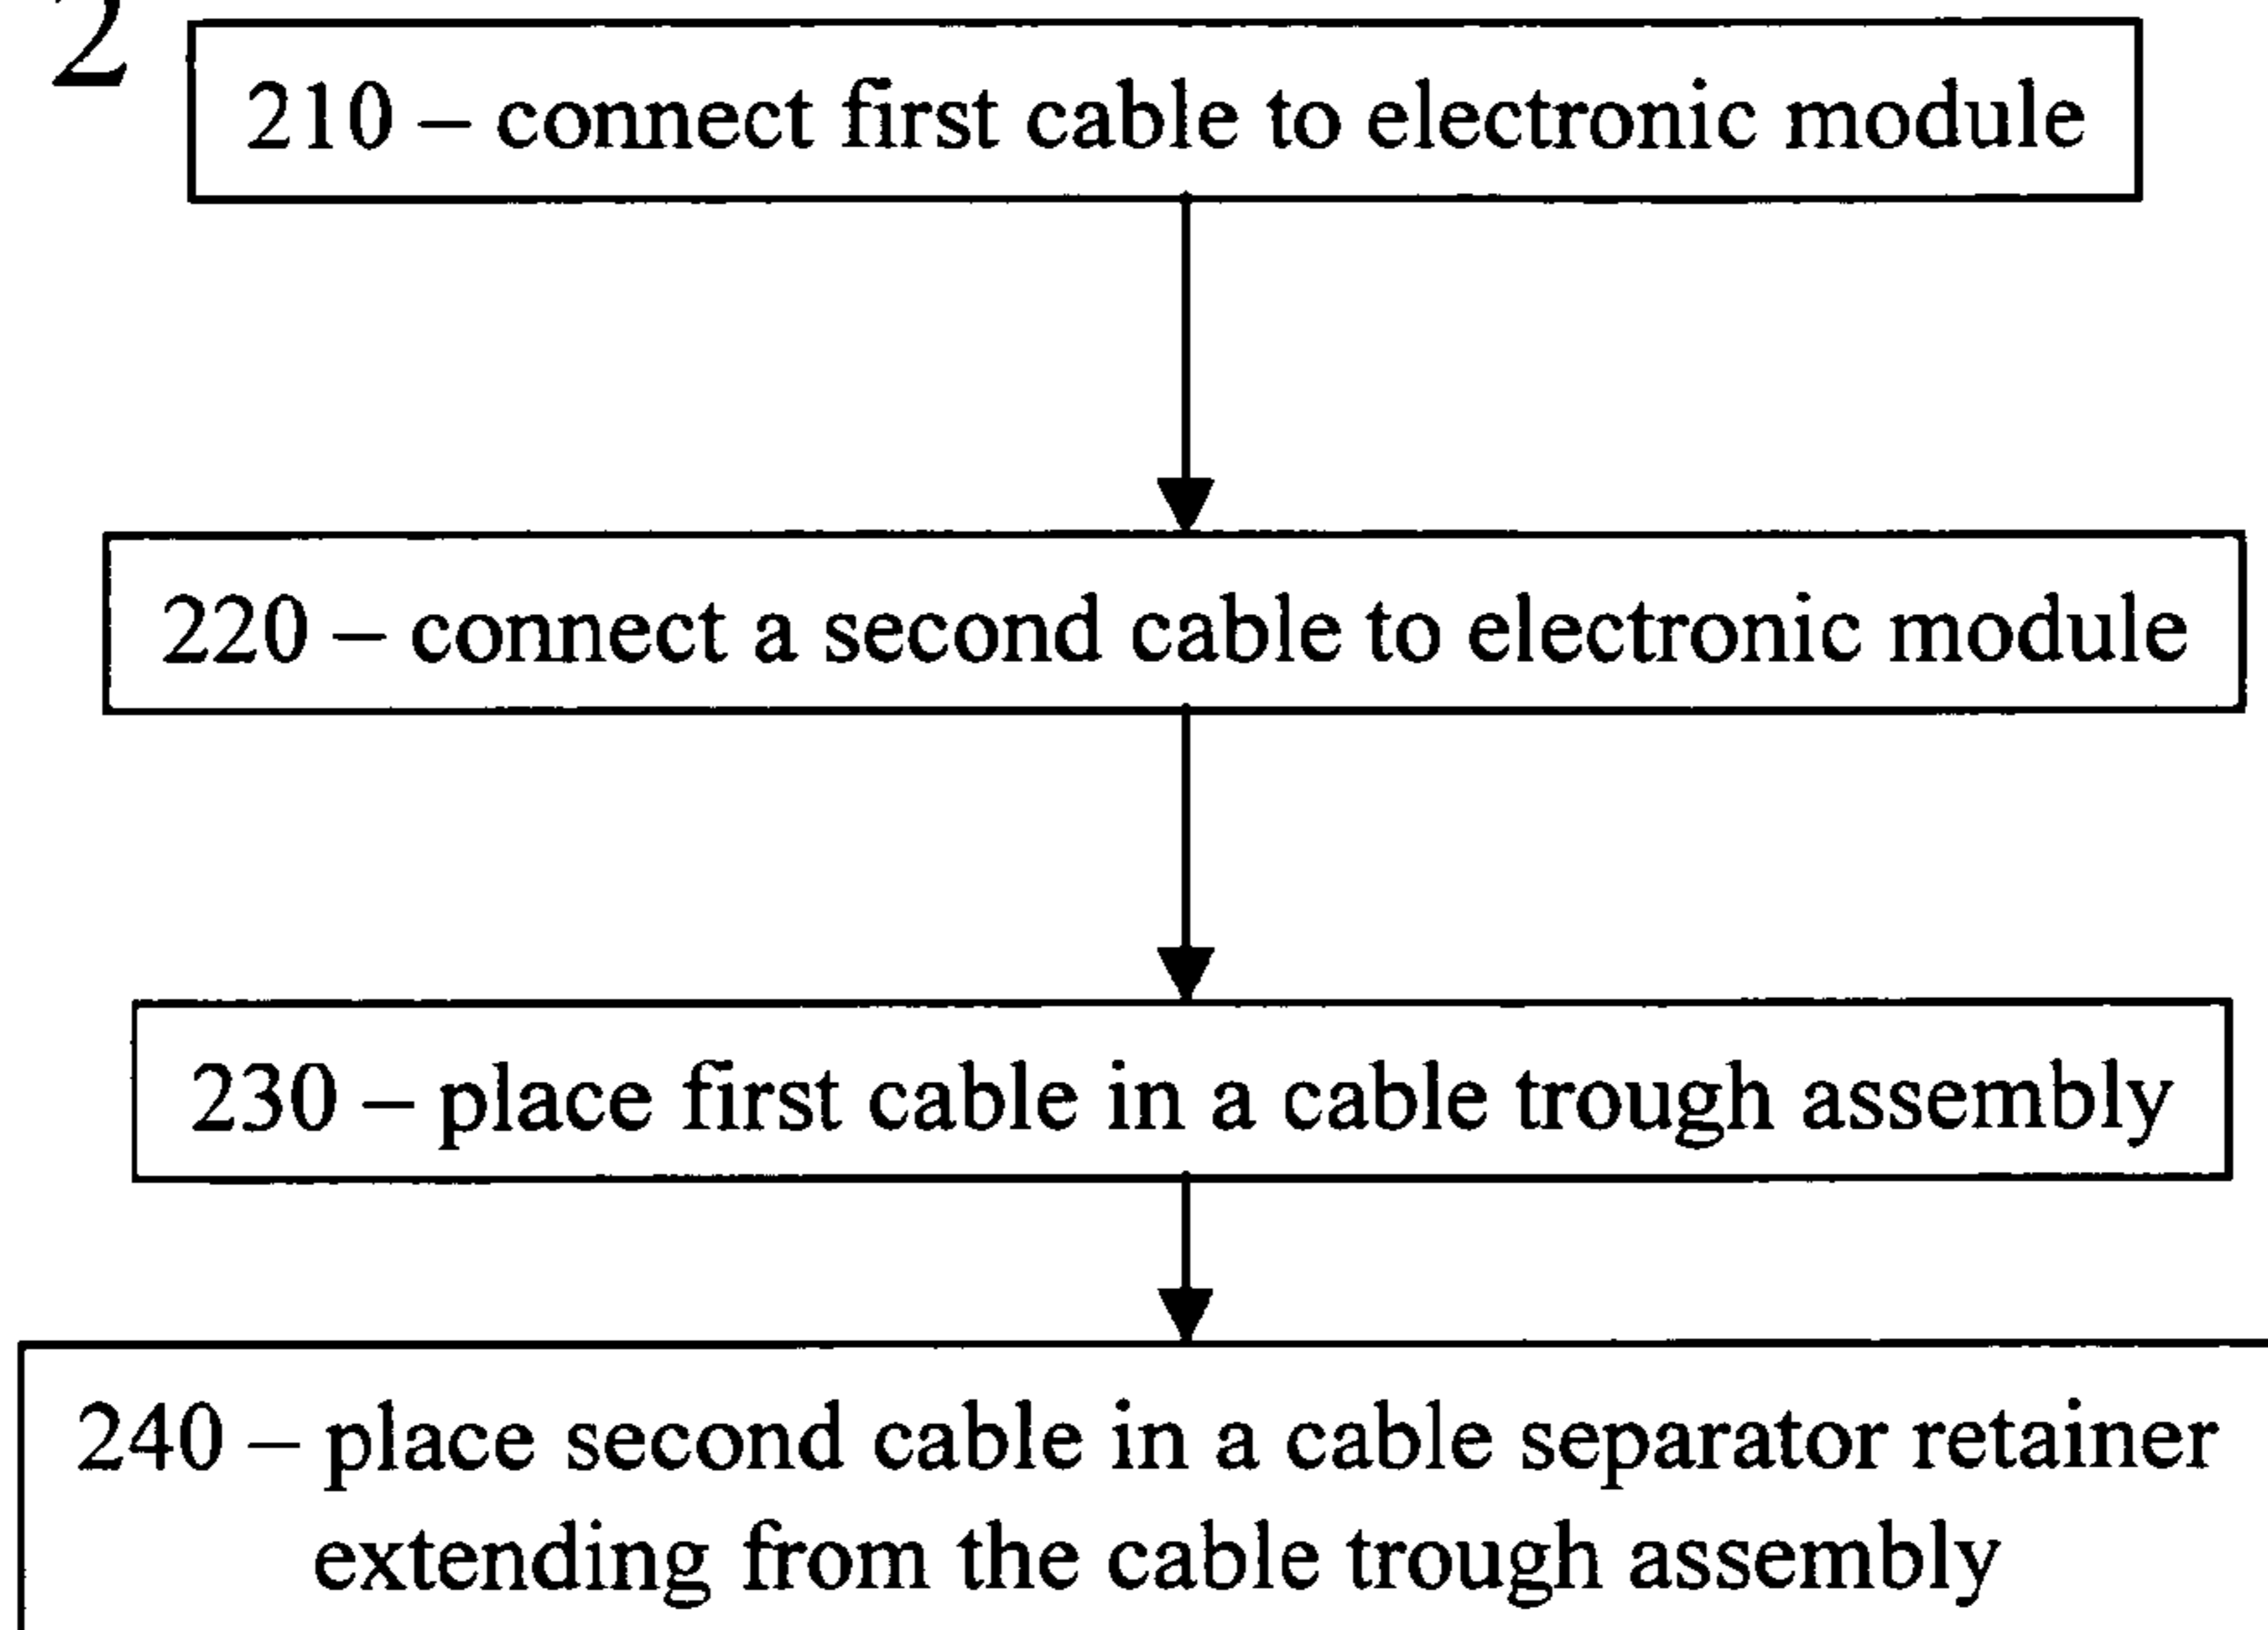 2
210 – connect first cable to electronic module
220 – connect a second cable to electronic module
230 – place first cable in a cable trough assembly
240 – place second cable in a cable separator retainer
extending from the cable trough assembly